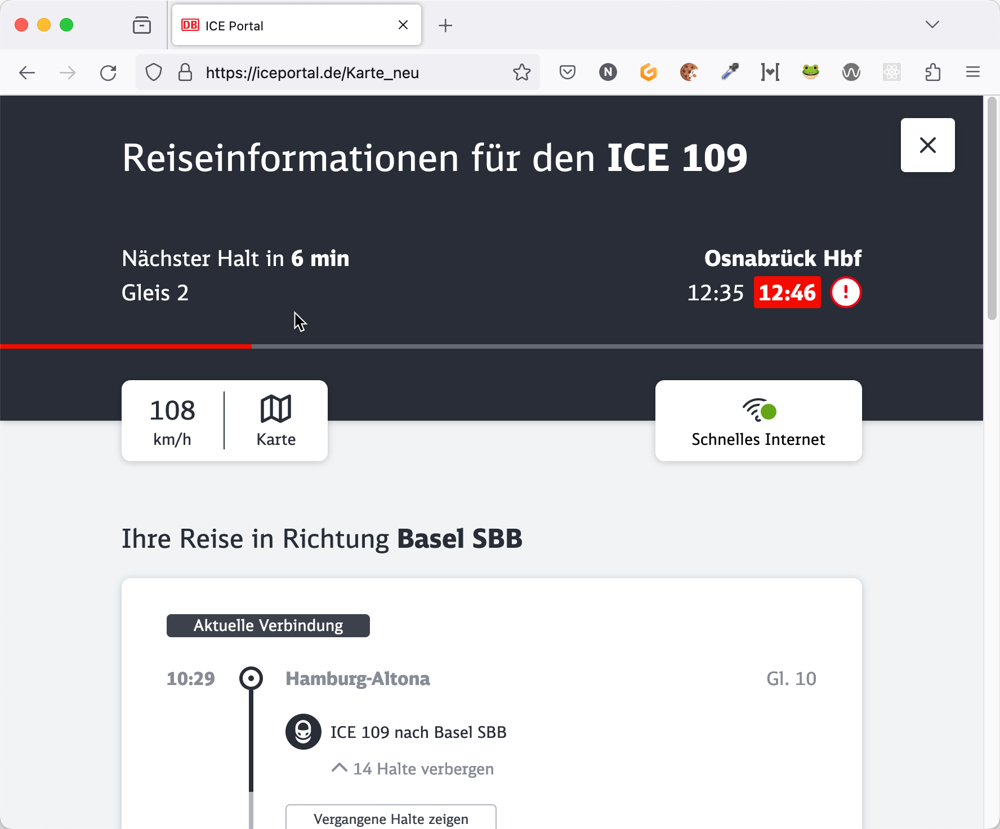 DB ICE Portal
https://iceportal.de/Karte_neu
N
Reiseinformationen für den ICE 109
Nächster Halt in 6 min
Osnabrück Hbf
Gleis 2
12:35 12:46 !
108
km/h
Karte
Schnelles Internet
Ihre Reise in Richtung Basel SBB
Aktuelle Verbindung
10:29 Hamburg-Altona Gl. 10
ICE 109 nach Basel SBB
14 Halte verbergen
Vergangene Halte zeigen